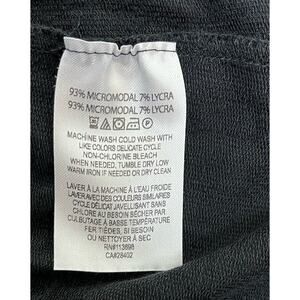 93% MICROMODAL 7% LYCRA
93% MICROMODAL 7% LYCRA
MACHINE WASH COLD WASH WITH
LIKE COLORS DELICATE CYCLE
NON-CHLORINE BLEACH
WHEN NEEDED, TUMBLE DRY LOW
WARM IRON IF NEEDED OR DRY CLEAN
LAVER À LA MACHINE À L'EAU FROIDE
LAVER AVEC DES COULEURS SIMILAIRES
CYCLE DÉLICAT JAVELLISANT SANS
CHLORE AU BESOIN SÉCHER PAR
CULBUTAGE À BASSE TEMPÉRATURE
FER TIÈDES, SI BESOIN
OU NETTOYER À SEC
RN#113698
CA#28402